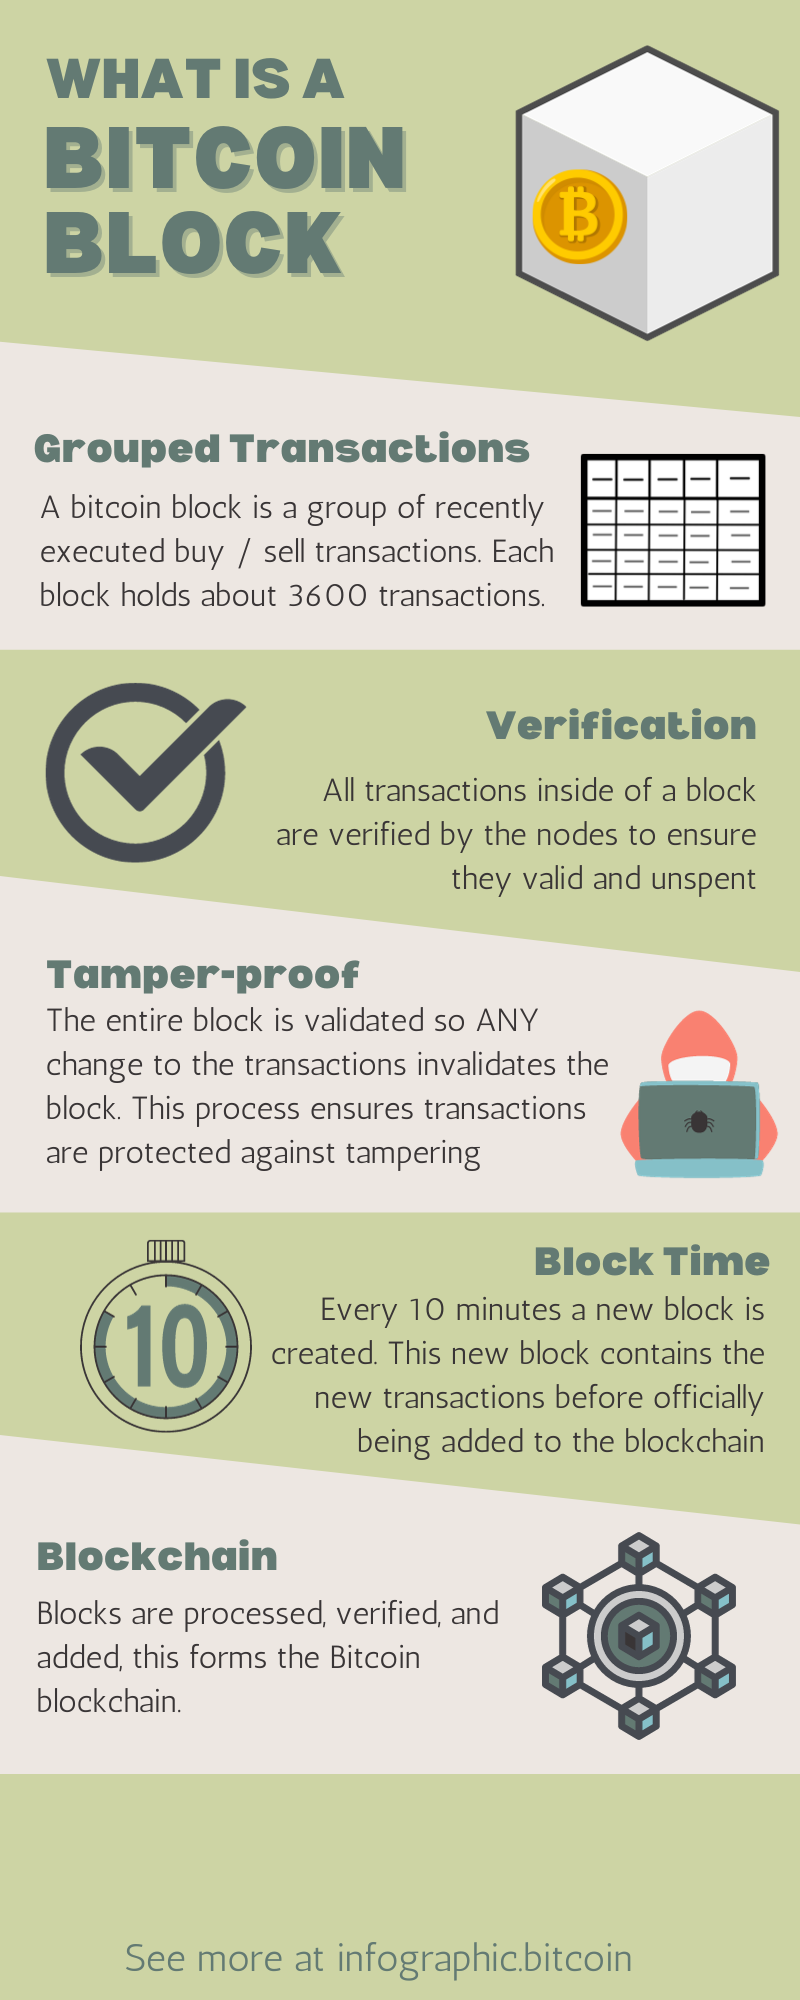 WHAT IS A
BITCOIN
BLOCK
Grouped Transactions
A bitcoin block is a group of recently
executed buy / sell transactions. Each
block holds about 3600 transactions.
Verification
All transactions inside of a block
are verified by the nodes to ensure
they valid and unspent
Tamper-proof
The entire block is validated so ANY
change to the transactions invalidates the
block. This process ensures transactions
are protected against tampering
10
Block Time
Every 10 minutes a new block is
created. This new block contains the
new transactions before officially
being added to the blockchain
Blockchain
Blocks are processed, verified, and
added, this forms the Bitcoin
blockchain.
See more at infographic.bitcoin